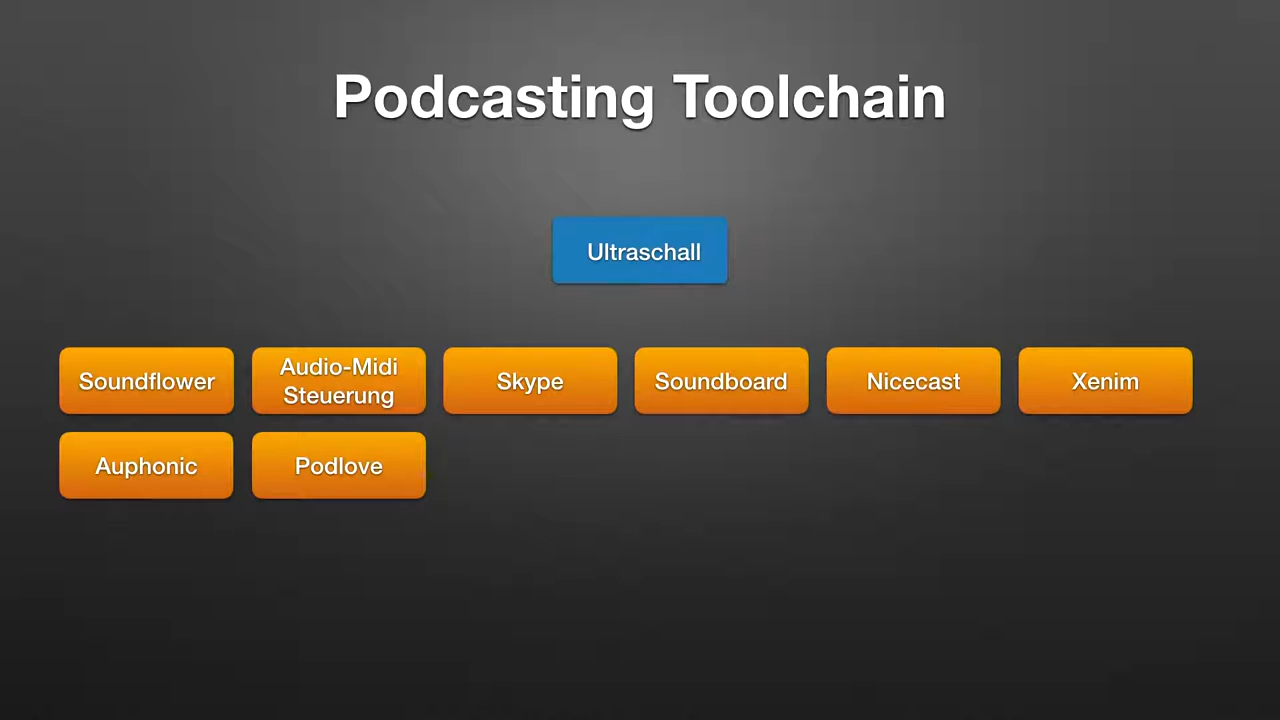 Podcasting Toolchain
Ultraschall
Soundflower
Audio-Midi
Steuerung
Skype
Soundboard
Nicecast
Xenim
Auphonic
Podlove